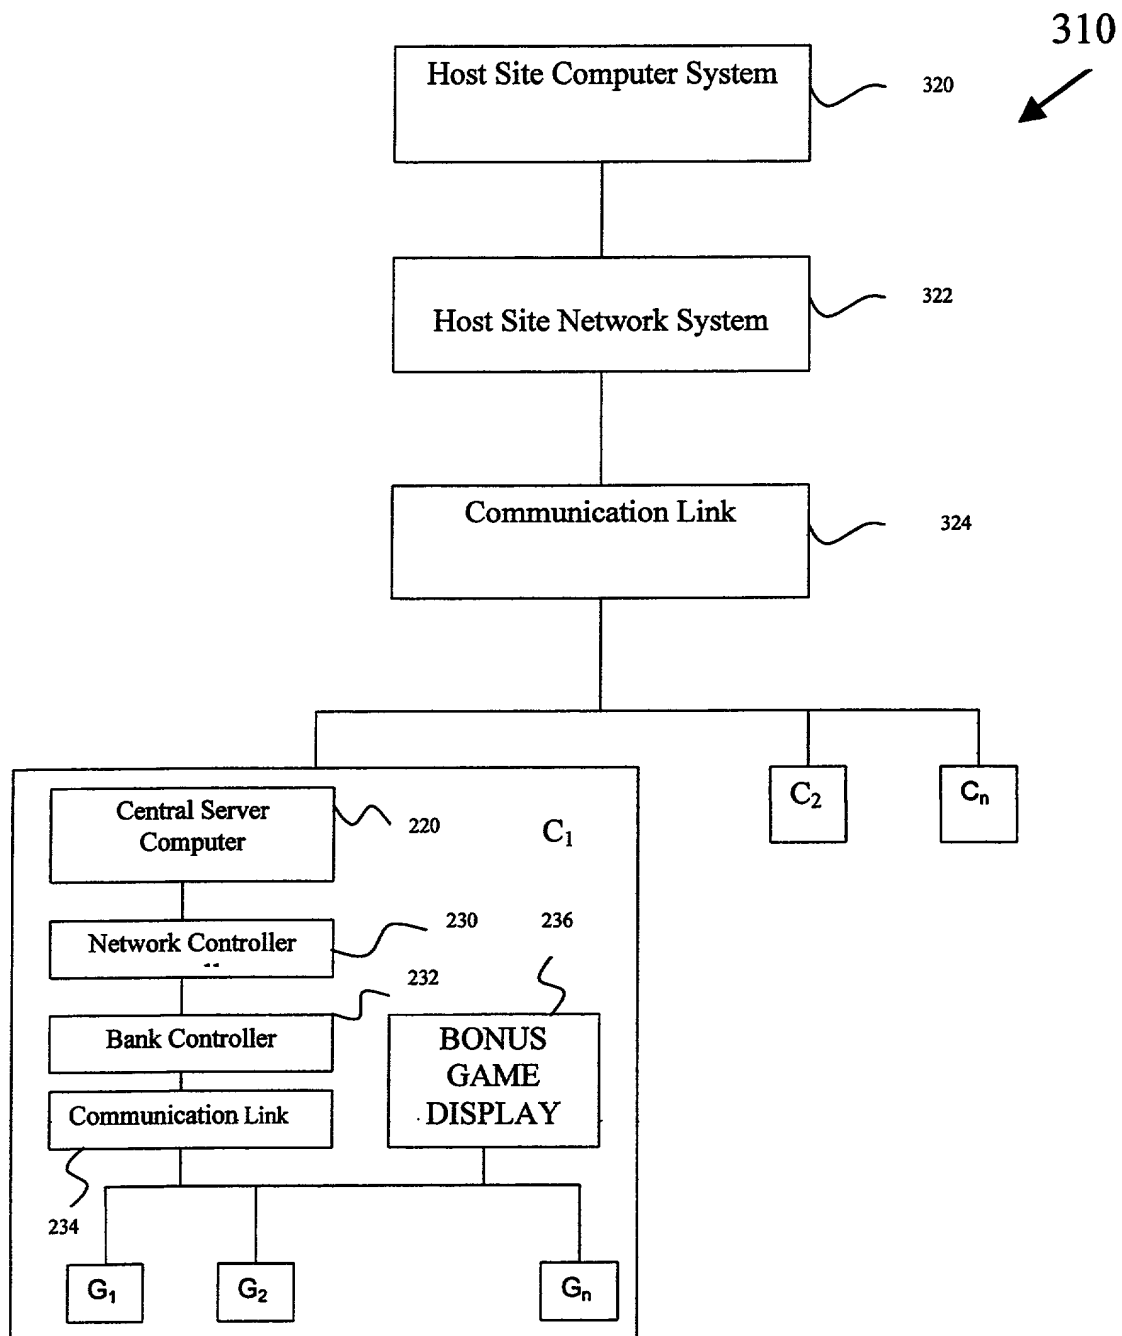 310
Host Site Computer System
320
Host Site Network System
322
Communication Link
324
Central Server
Computer
220
C₁
C₂
Cₙ
Network Controller
230
236
232
Bank Controller
BONUS
GAME
DISPLAY
Communication Link
234
G₁
G₂
Gₙ